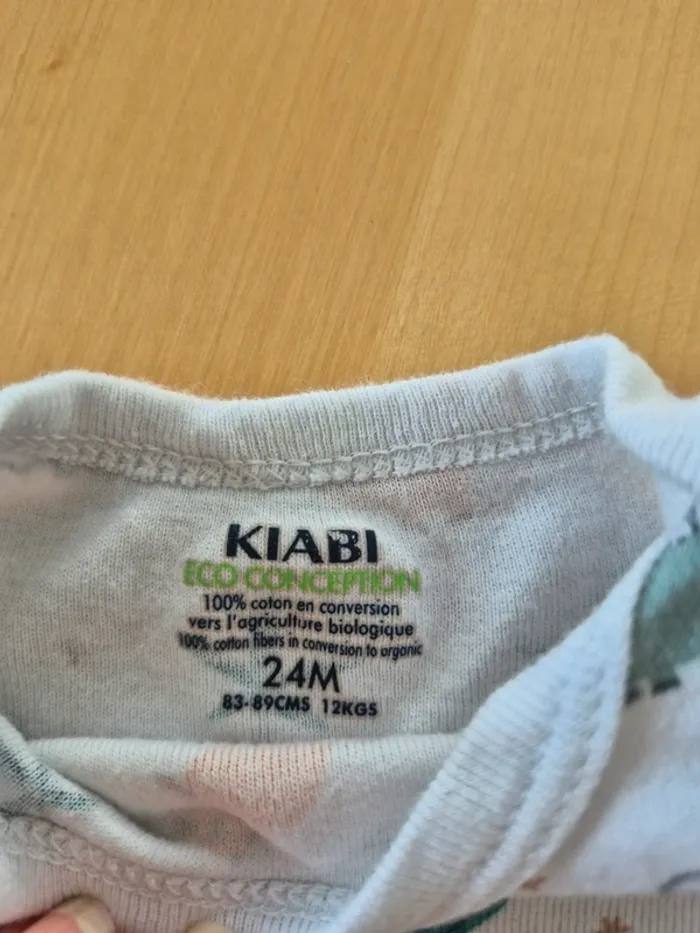 KIABI
ECO CONCEPTION
100% coton en conversion
vers l'agriculture biologique
100% cotton fibers in conversion to organic
24M
83-89CMS 12KGS